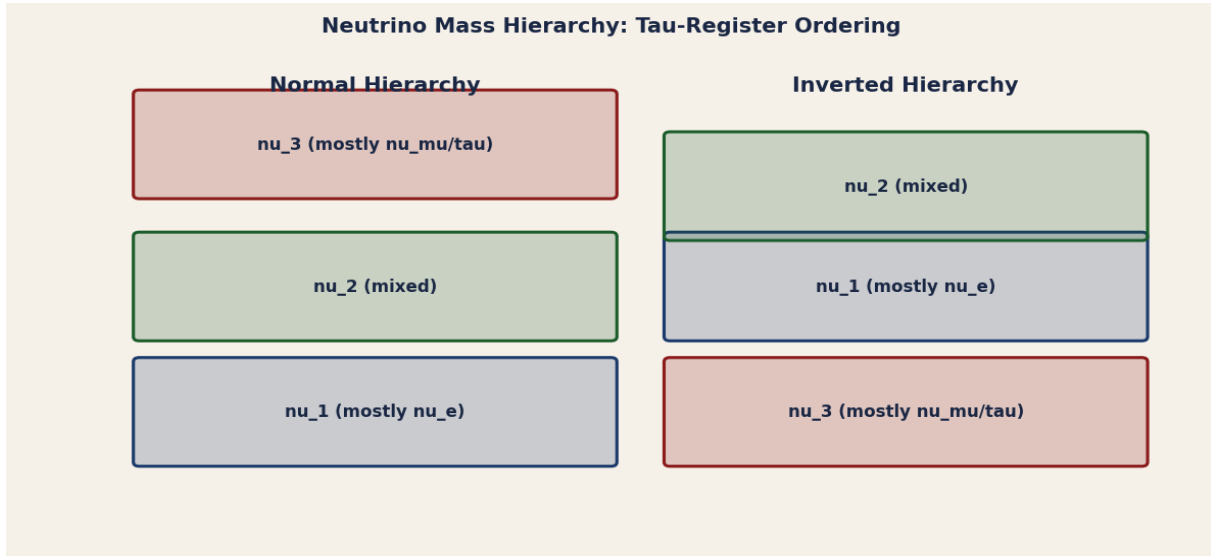 Neutrino Mass Hierarchy: Tau-Register Ordering
Normal Hierarchy
nu_3 (mostly nu_mu/tau)
nu_2 (mixed)
nu_1 (mostly nu_e)
Inverted Hierarchy
nu_2 (mixed)
nu_1 (mostly nu_e)
nu_3 (mostly nu_mu/tau)